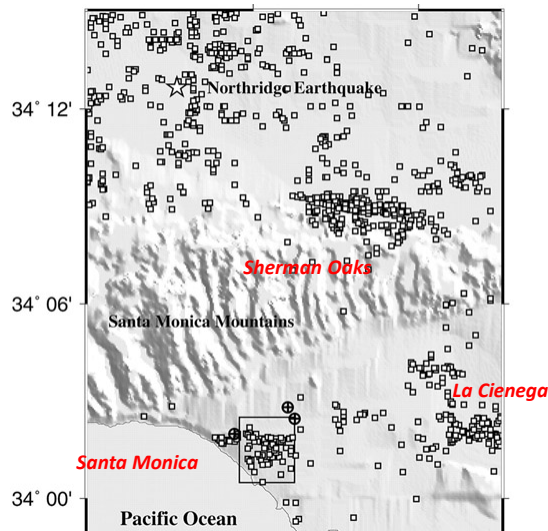 Northridge Earthquake
34° 12'
Sherman Oaks
34° 06'
Santa Monica Mountains
La Cienega
Santa Monica
34° 00'
Pacific Ocean